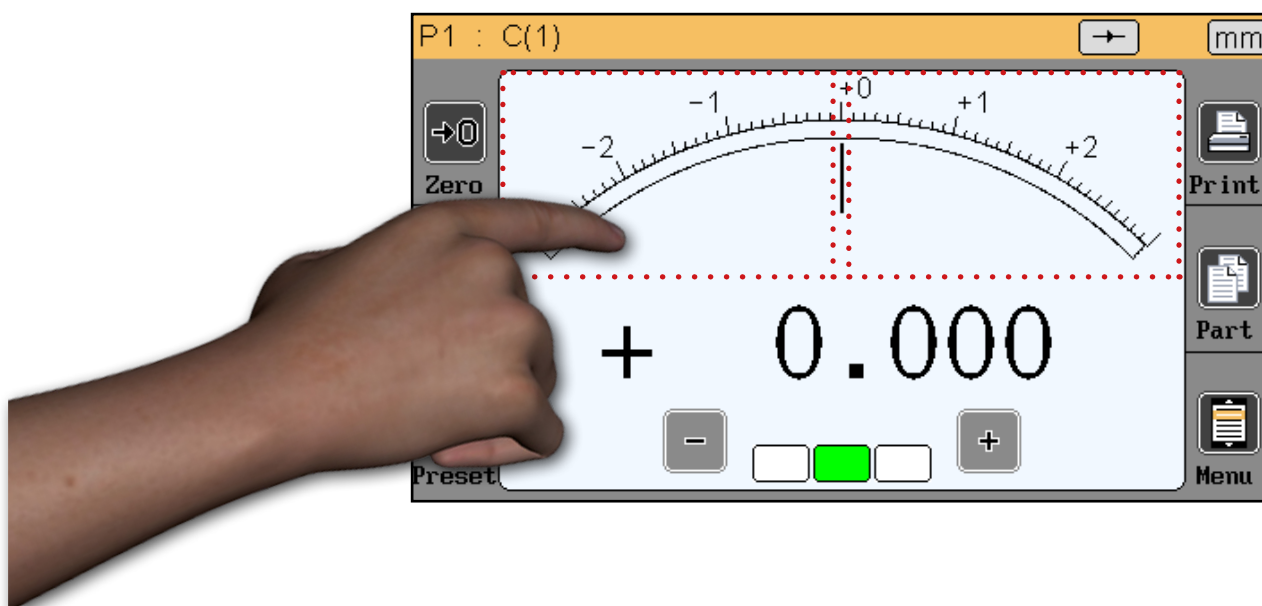 P1 : C(1)
mm
-2 -1 +0 +1 +2
→0
Zero
Print
Part
+ 0.000
- +
Preset
Menu